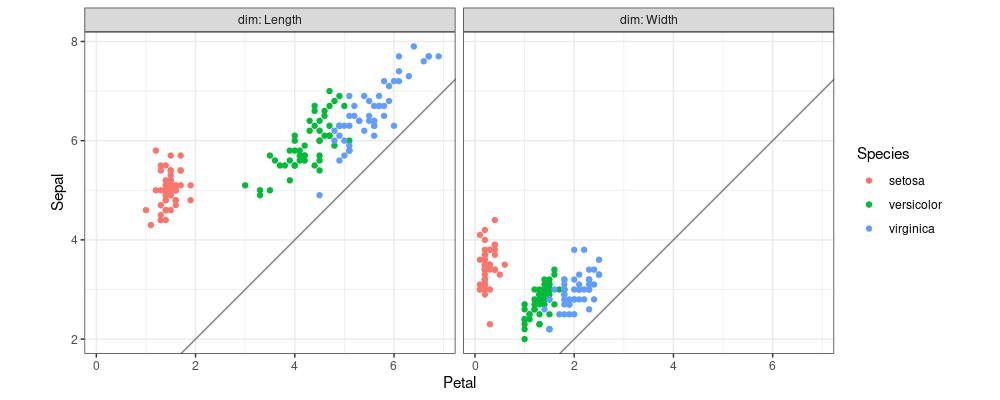 dim: Length
dim: Width
Sepal
8
6
4
2
0 2 4 6
0 2 4 6
Petal
Species
setosa
versicolor
virginica